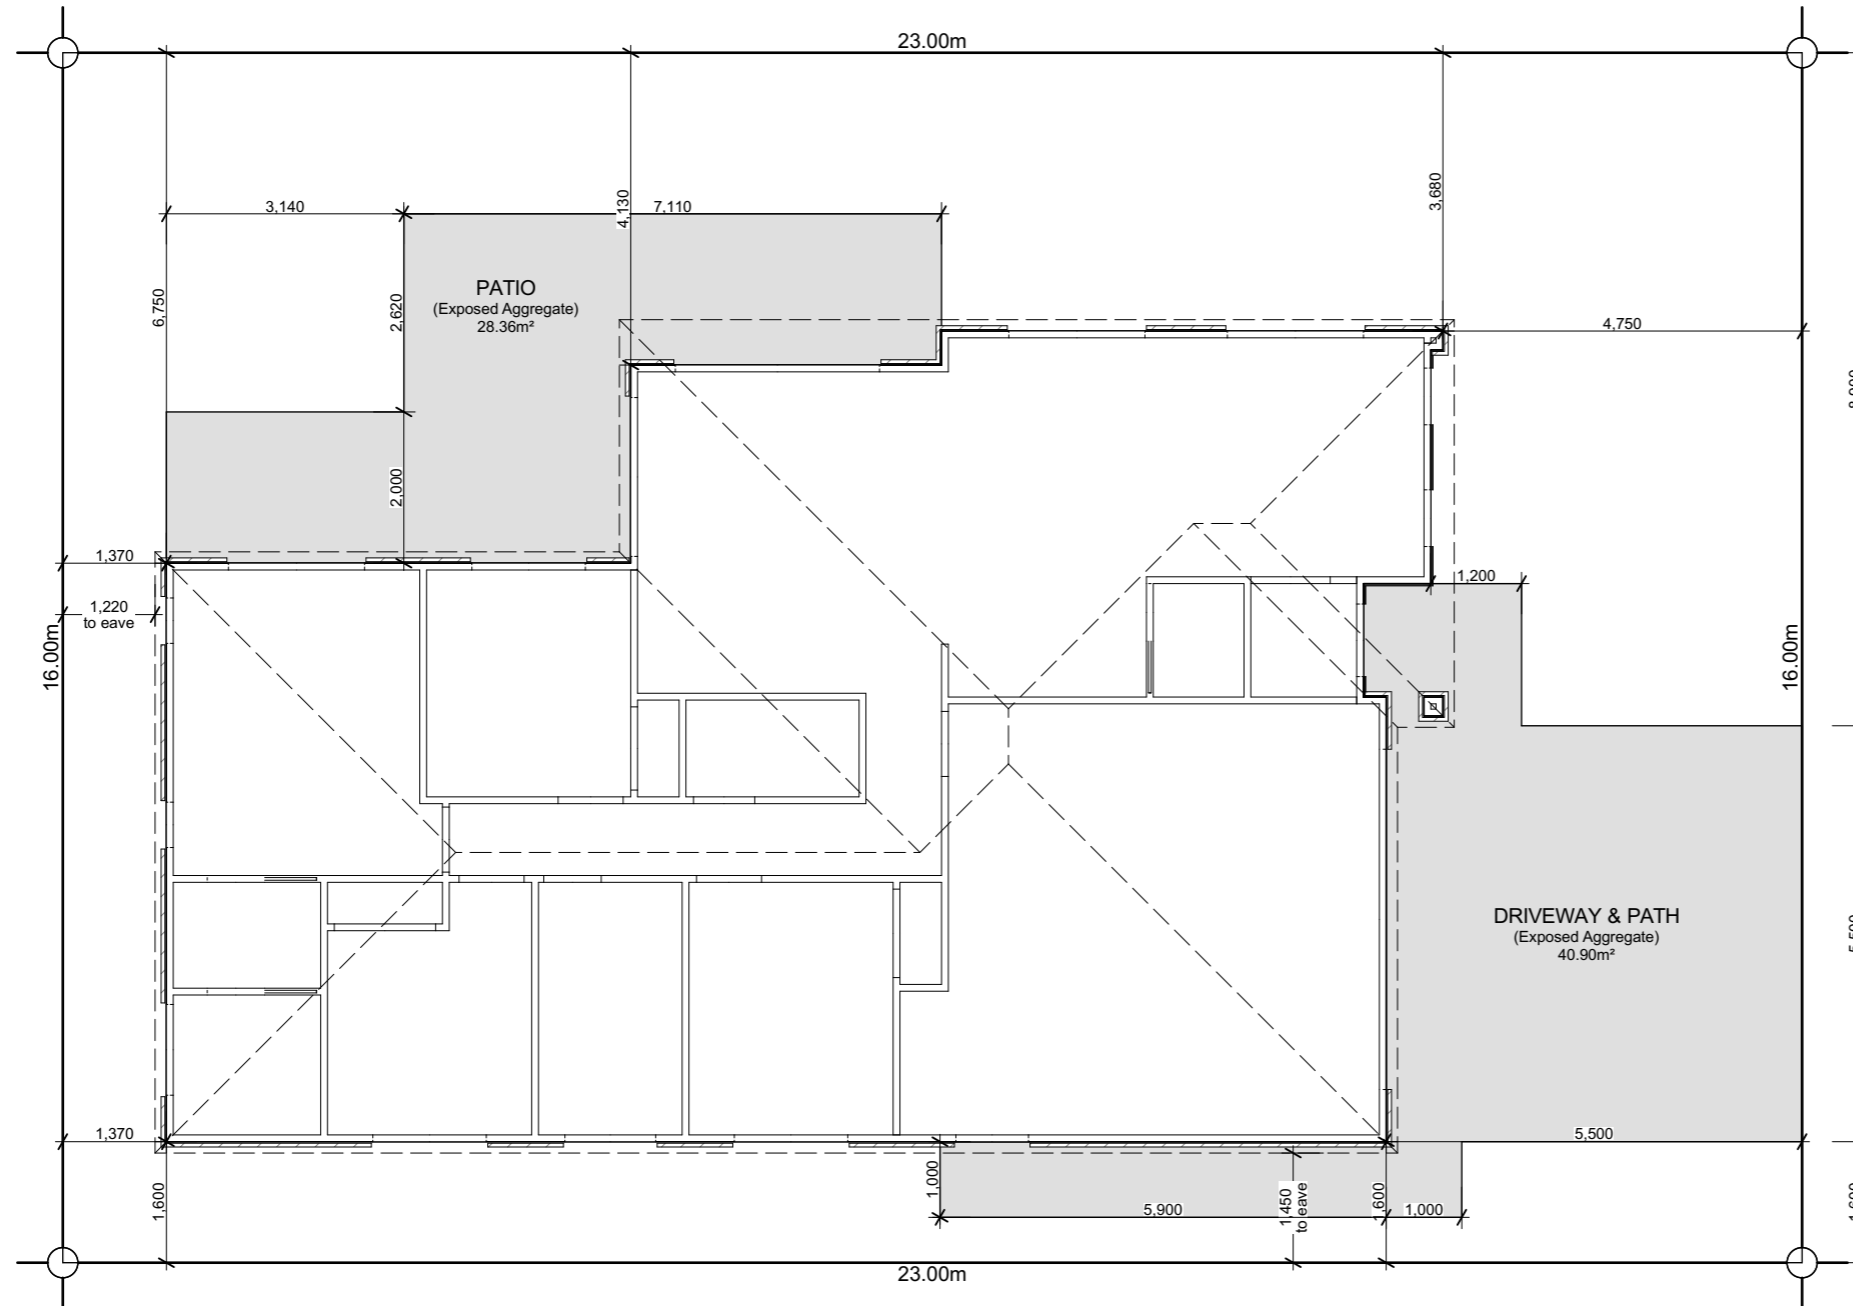 23.00m
3,140
7,110
4,130
3,680
6,750
2,620
PATIO
(Exposed Aggregate)
28.36m²
4,750
2,000
1,370
1,220
to eave
1,200
16.00m
16.00m
DRIVEWAY & PATH
(Exposed Aggregate)
40.90m²
1,370
5,500
1,600
1,000
5,900
1,450
to eave
1,600
1,000
23.00m